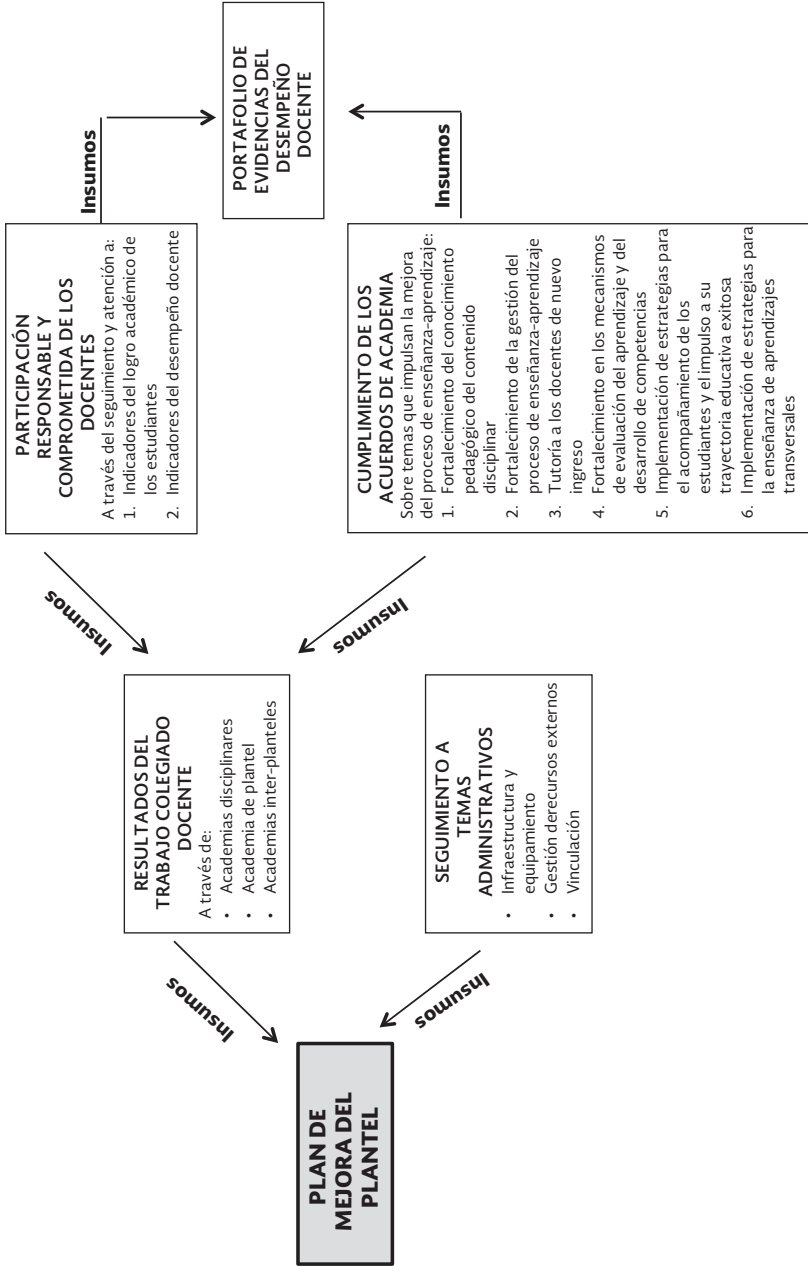 PLAN DE
MEJORA DEL
PLANTEL
Insumos
Insumos
RESULTADOS DEL
TRABAJO COLEGIADO
DOCENTE
A través de:
• Academias disciplinares
• Academia de plantel
• Academias inter-planteles
SEGUIMIENTO A
TEMAS
ADMINISTRATIVOS
• Infraestructura y
equipamiento
• Gestión derecursos externos
• Vinculación
Insumos
Insumos
PARTICIPACIÓN
RESPONSABLE Y
COMPROMETIDA DE LOS
DOCENTES
A través del seguimiento y atención a:
1. Indicadores del logro académico de
los estudiantes
2. Indicadores del desempeño docente
CUMPLIMIENTO DE LOS
ACUERDOS DE ACADEMIA
Sobre temas que impulsan la mejora
del proceso de enseñanza-aprendizaje:
1. Fortalecimiento del conocimiento
pedagógico del contenido
disciplinar
2. Fortalecimiento de la gestión del
proceso de enseñanza-aprendizaje
3. Tutoría a los docentes de nuevo
ingreso
4. Fortalecimiento en los mecanismos
de evaluación del aprendizaje y del
desarrollo de competencias
5. Implementación de estrategias para
el acompañamiento de los
estudiantes y el impulso a su
trayectoria educativa exitosa
6. Implementación de estrategias para
la enseñanza de aprendizajes
transversales
Insumos
Insumos
PORTAFOLIO DE
EVIDENCIAS DEL
DESEMPEÑO
DOCENTE